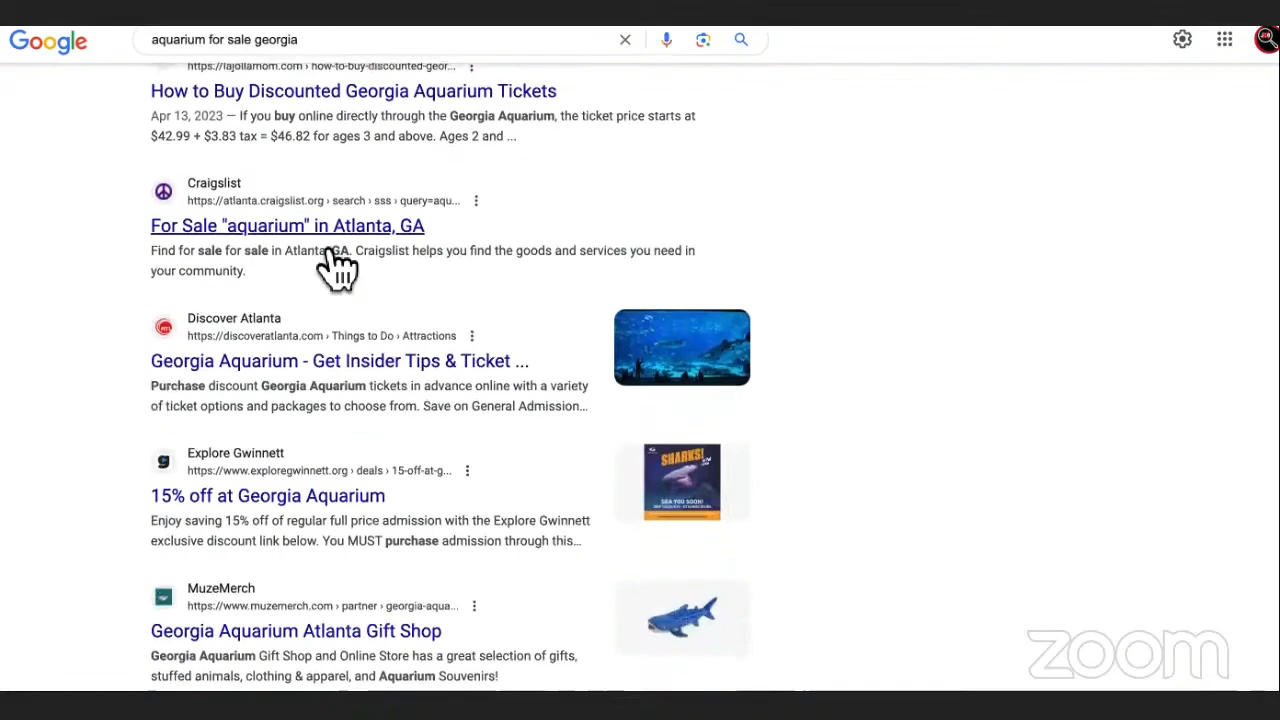 Google
aquarium for sale georgia
https://lajollamom.com › how-to-buy-discounted-geor...
How to Buy Discounted Georgia Aquarium Tickets
Apr 13, 2023 — If you buy online directly through the Georgia Aquarium, the ticket price starts at
$42.99 + $3.83 tax = $46.82 for ages 3 and above. Ages 2 and ...
Craigslist
https://atlanta.craigslist.org › search › sss › query=aqu...
For Sale "aquarium" in Atlanta, GA
Find for sale for sale in Atlanta, GA. Craigslist helps you find the goods and services you need in
your community.
Discover Atlanta
https://discoveratlanta.com › Things to Do › Attractions
Georgia Aquarium - Get Insider Tips & Ticket ...
Purchase discount Georgia Aquarium tickets in advance online with a variety
of ticket options and packages to choose from. Save on General Admission...
Explore Gwinnett
https://www.exploregwinnett.org › deals › 15-off-at-g...
15% off at Georgia Aquarium
Enjoy saving 15% off of regular full price admission with the Explore Gwinnett
exclusive discount link below. You MUST purchase admission through this...
SHARKS!
SEA YOU SOON!
MuzeMerch
https://www.muzemerch.com › partner › georgia-aqua...
Georgia Aquarium Atlanta Gift Shop
Georgia Aquarium Gift Shop and Online Store has a great selection of gifts,
stuffed animals, clothing & apparel, and Aquarium Souvenirs!
zoom